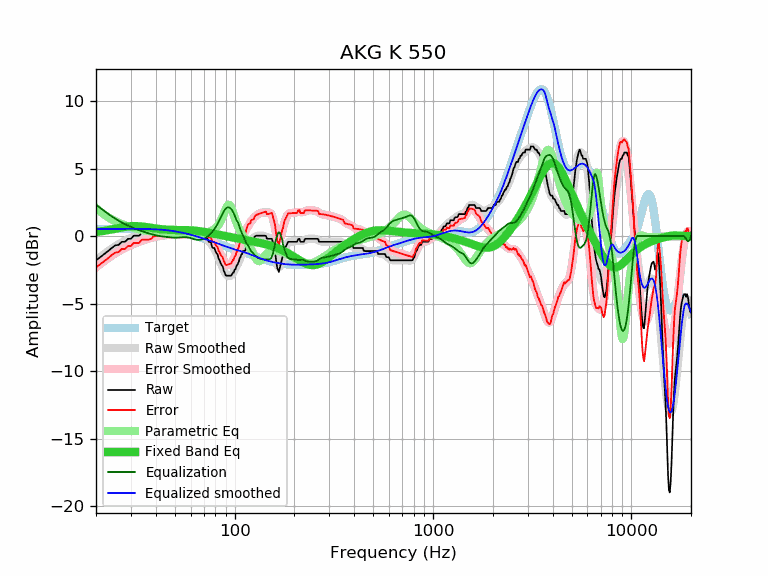 AKG K 550
Amplitude (dBr)
10
5
0
−5
−10
−15
−20
Target
Raw Smoothed
Error Smoothed
Raw
Error
Parametric Eq
Fixed Band Eq
Equalization
Equalized smoothed
100 1000 10000
Frequency (Hz)